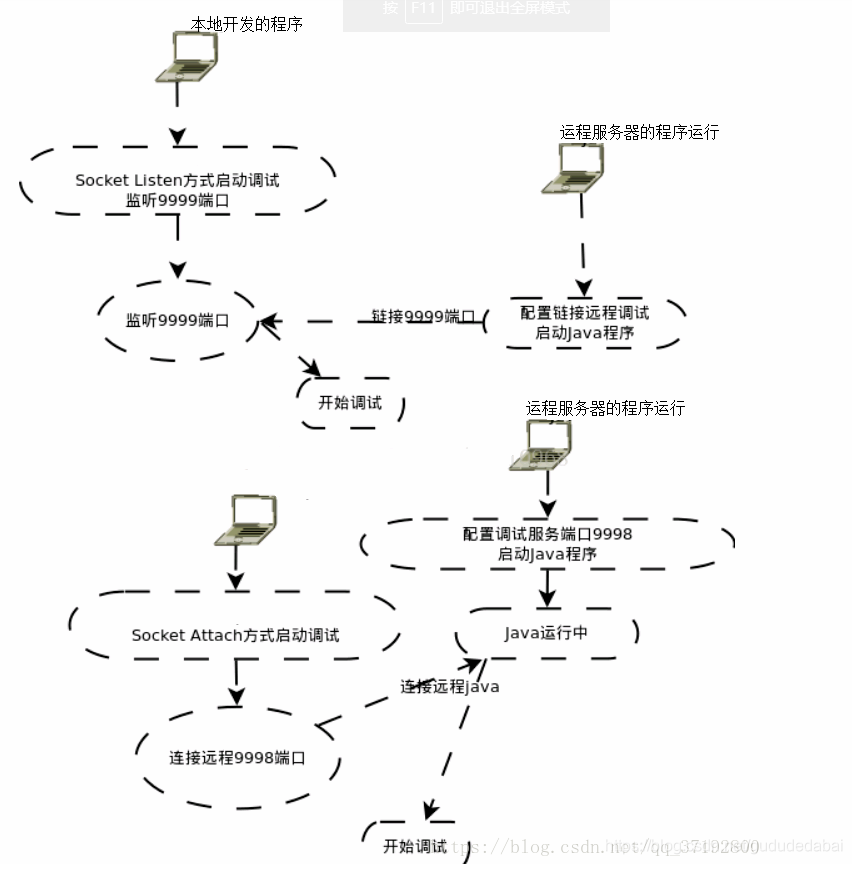 按 F11 即可退出全屏模式
本地开发的程序
运程服务器的程序运行
Socket Listen方式启动调试
监听9999端口
监听9999端口
链接9999端口
配置链接远程调试
启动Java程序
开始调试
运程服务器的程序运行
配置调试服务端口9998
启动Java程序
Socket Attach方式启动调试
Java运行中
连接远程java
连接远程9998端口
开始调试
https://blog.csdn.net/qq_37192800